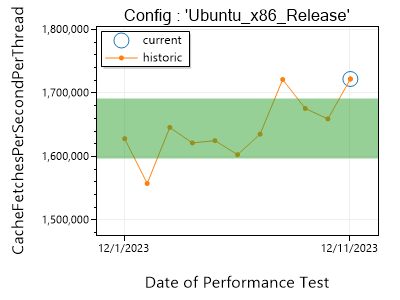 Config : 'Ubuntu_x86_Release'
CacheFetchesPerSecondPerThread
1,800,000
1,700,000
1,600,000
1,500,000
current
historic
12/1/2023
12/11/2023
Date of Performance Test